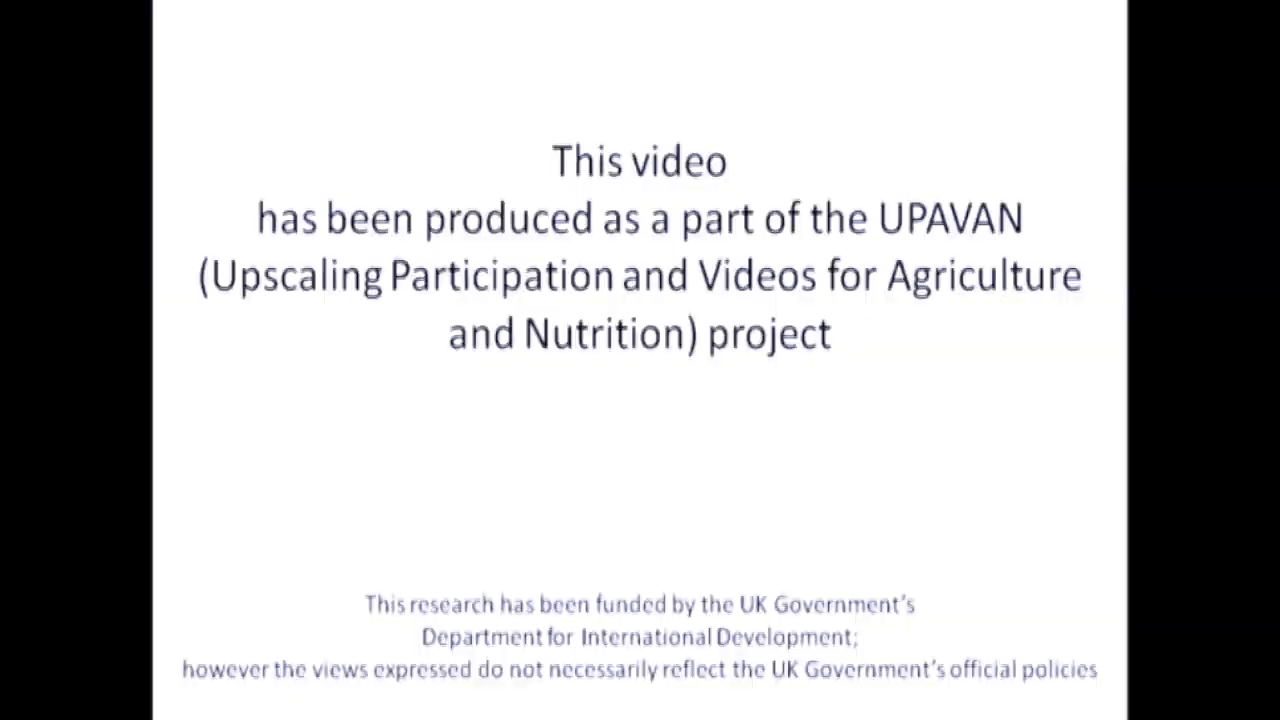 This video
has been produced as a part of the UPAVAN
(Upscaling Participation and Videos for Agriculture
and Nutrition) project
This research has been funded by the UK Government's
Department for International Development;
however the views expressed do not necessarily reflect the UK Government's official policies